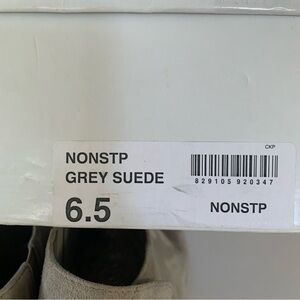 NONSTP
GREY SUEDE
6.5
CKP
829105 920347
NONSTP